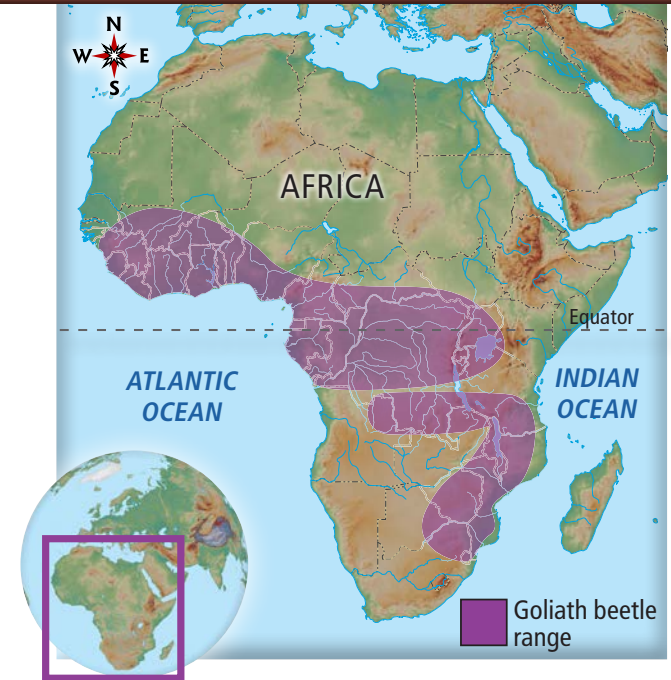 N
W E
S
AFRICA
Equator
ATLANTIC
OCEAN
INDIAN
OCEAN
Goliath beetle
range